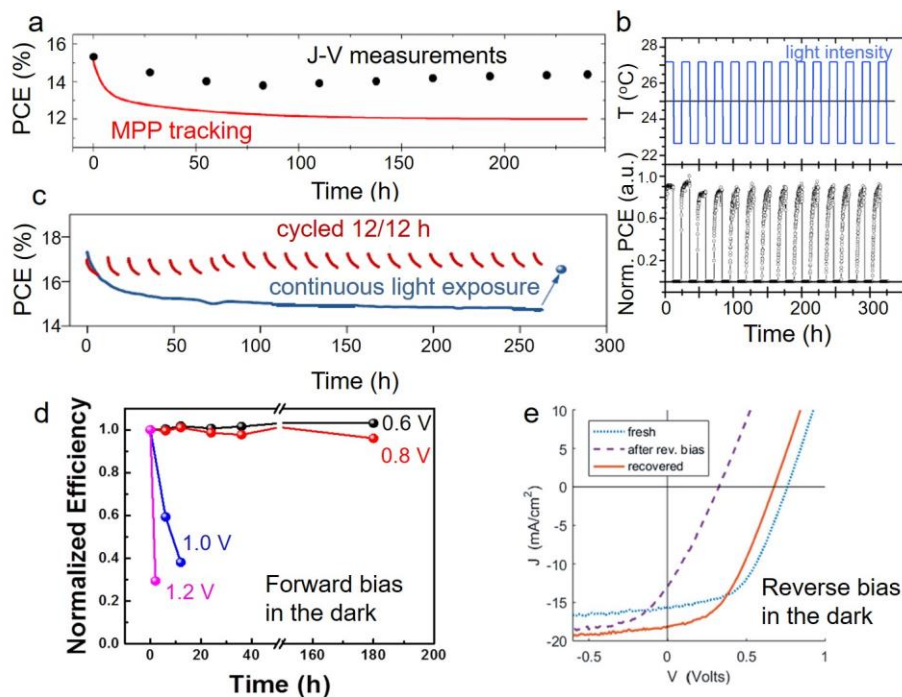 a
PCE (%)
16
14
12
J-V measurements
MPP tracking
0
50
100
150
200
Time (h)
b
T (°C)
28
26
24
22
light intensity
Norm. PCE (a.u.)
1.0
0.6
0.2
0 50 100 150 200 250 300
Time (h)
c
PCE (%)
18
16
14
cycled 12/12 h
continuous light exposure
0 50 100 150 200 250 300
Time (h)
d
Normalized Efficiency
1.0
0.8
0.6
0.4
0.2
0.0
0.6 V
0.8 V
1.0 V
1.2 V
Forward bias
in the dark
0 20 40 160 180 200
Time (h)
e
J (mA/cm²)
10
5
0
-5
-10
-15
-20
fresh
after rev. bias
recovered
Reverse bias
in the dark
-0.5 0 0.5 1
V (Volts)